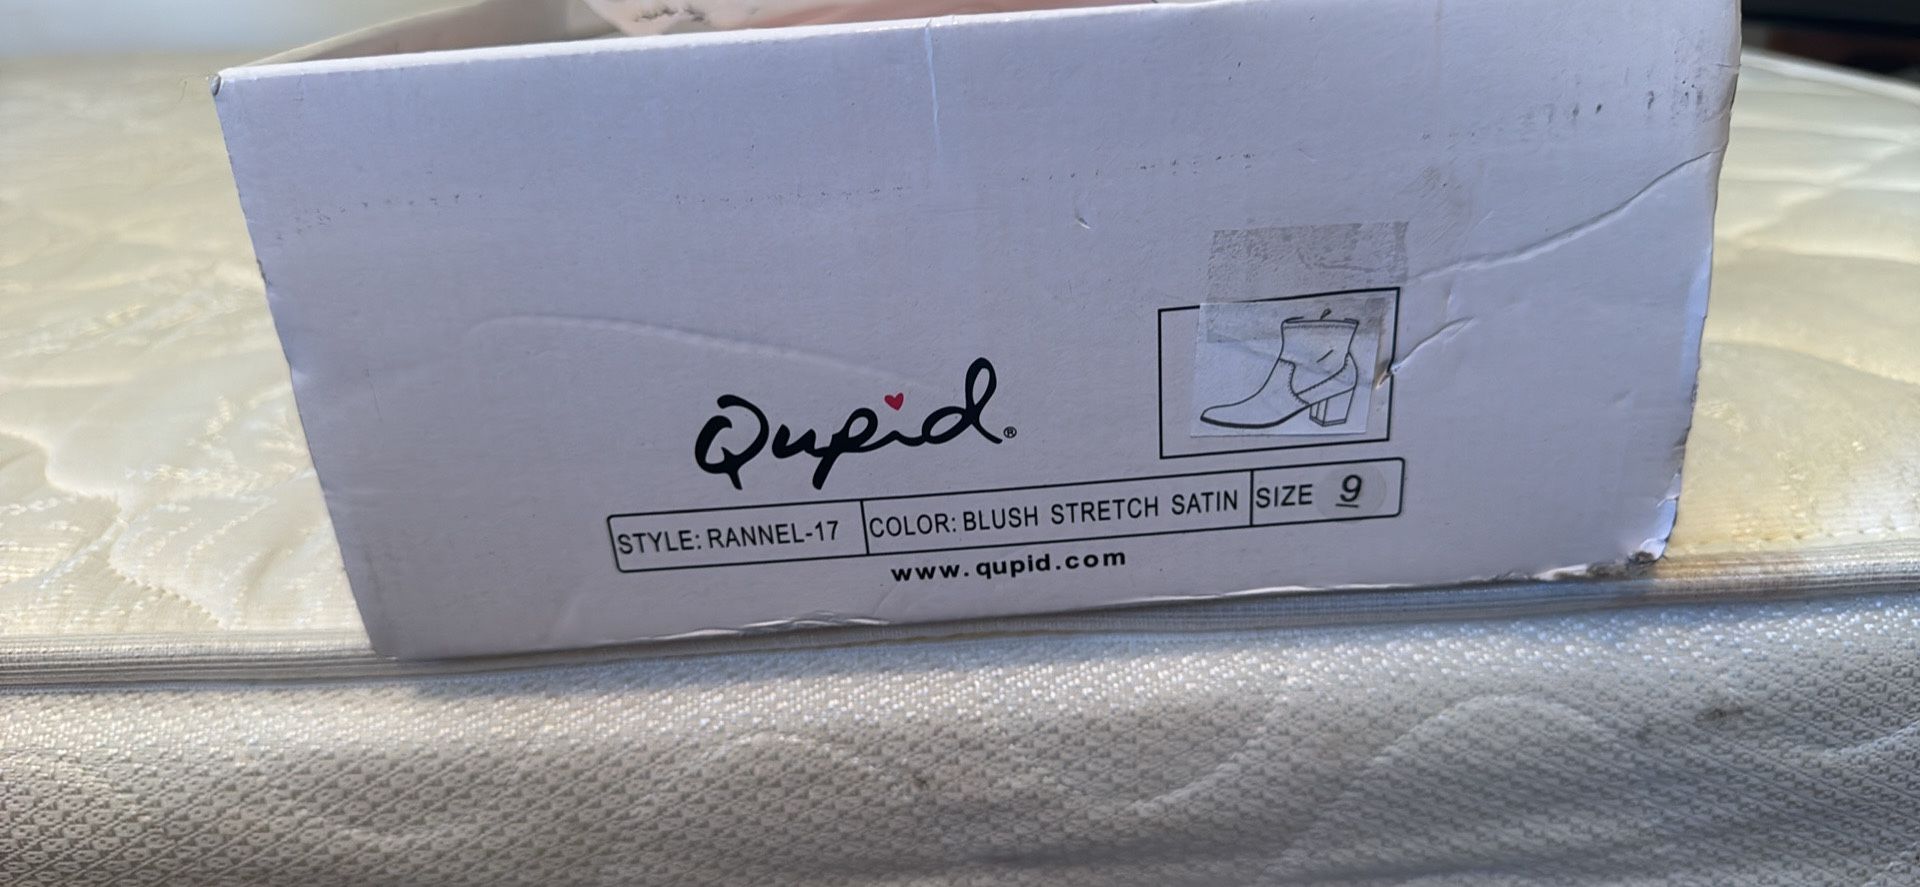 Qupid®
STYLE: RANNEL-17 COLOR: BLUSH STRETCH SATIN SIZE 9
www.qupid.com